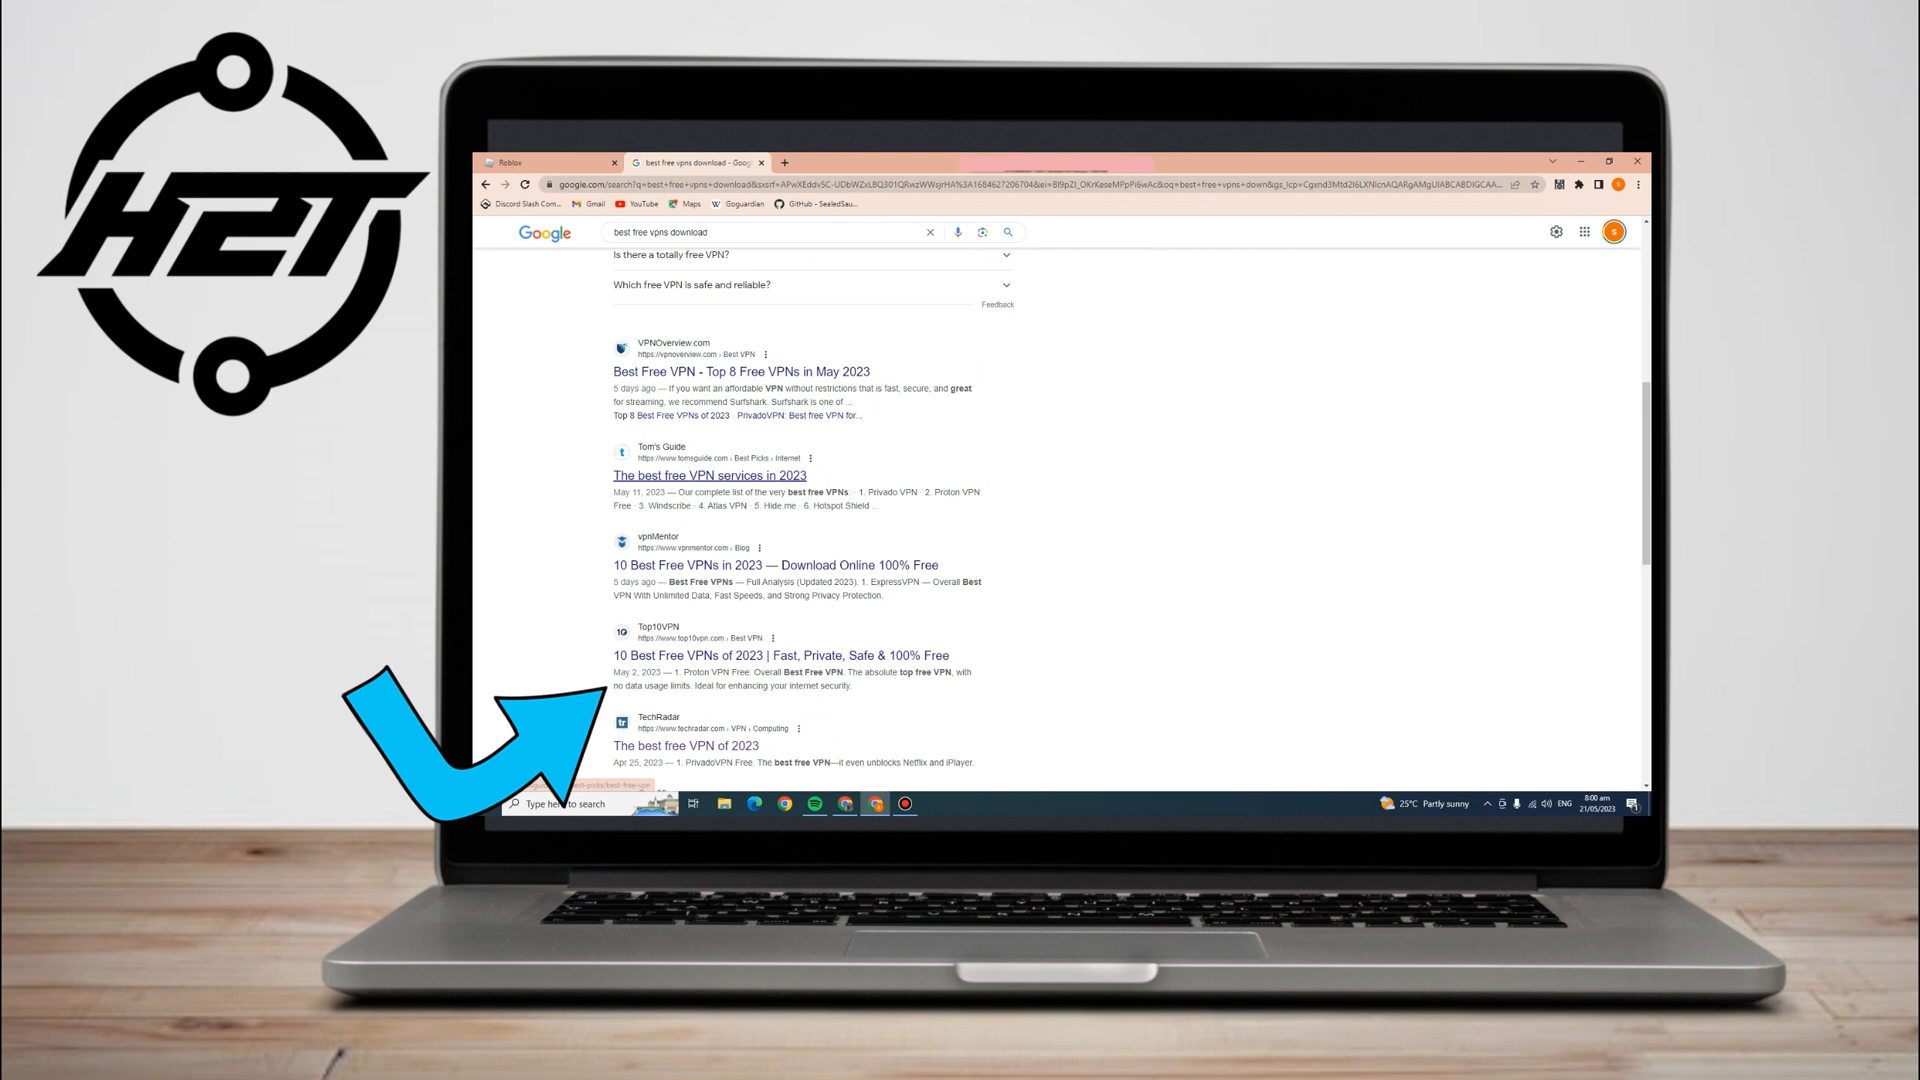 H2T
Roblox
best free vpns download - Goog
Discord Slash Com...
Gmail
YouTube
Maps
Goguardian
GitHub - SealedSau...
Google
best free vpns download
Is there a totally free VPN?
Which free VPN is safe and reliable?
Feedback
VPNOverview.com
https://vpnoverview.com › Best VPN
Best Free VPN - Top 8 Free VPNs in May 2023
5 days ago — If you want an affordable VPN without restrictions that is fast, secure, and great
for streaming, we recommend Surfshark. Surfshark is one of ...
Top 8 Best Free VPNs of 2023 · PrivadoVPN: Best free VPN for...
Tom's Guide
https://www.tomsguide.com › Best Picks › Internet
The best free VPN services in 2023
May 11, 2023 — Our complete list of the very best free VPNs: · 1. Privado VPN · 2. Proton VPN
Free · 3. Windscribe · 4. Atlas VPN · 5. Hide.me · 6. Hotspot Shield ...
vpnMentor
https://www.vpnmentor.com › Blog
10 Best Free VPNs in 2023 — Download Online 100% Free
5 days ago — Best Free VPNs — Full Analysis (Updated 2023). 1. ExpressVPN — Overall Best
VPN With Unlimited Data, Fast Speeds, and Strong Privacy Protection.
Top10VPN
https://www.top10vpn.com › Best VPN
10 Best Free VPNs of 2023 | Fast, Private, Safe & 100% Free
May 2, 2023 — 1. Proton VPN Free: Overall Best Free VPN. The absolute top free VPN, with
no data usage limits. Ideal for enhancing your internet security.
TechRadar
https://www.techradar.com › VPN › Computing
The best free VPN of 2023
Apr 25, 2023 — 1. PrivadoVPN Free. The best free VPN—it even unblocks Netflix and iPlayer.
Type here to search
25°C Partly sunny
ENG
8:00 am
21/05/2023